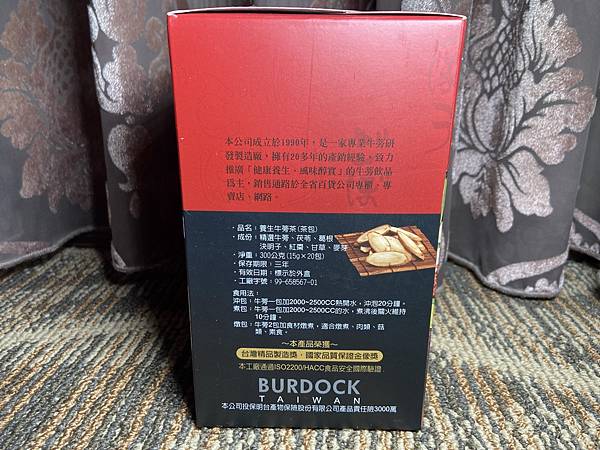 本公司成立於1990年，是一家專業牛蒡研
發製造廠，擁有20多年的產銷經驗，致力
推廣「健康養生、風味醇實」的牛蒡飲品
為主，銷售通路於全省百貨公司專櫃、專
賣店、網路。
·品名：養生牛蒡茶(茶包)
·成份：精選牛蒡、茯苓、葛根
決明子、紅棗、甘草、麥芽
·淨重：300公克(15g×20包)
·保存期限：三年
·有效日期：標示於外盒
·工廠字號：99-658567-01
食用法：
沖包：牛蒡一包加2000~2500CC熱開水，沖泡20分鐘。
煮包：牛蒡一包加2000~2500CC冷水，煮沸後關火維持
10分鐘。
燉包：牛蒡2包加食材燉煮，適合燉煮、肉類、菇
類、素食。
～本產品榮獲～
台灣精品製造獎·國家品質保證金像獎
本工廠通過ISO2200/HACC食品安全國際驗證
BURDOCK
TAIWAN
本公司投保明台產物保險股份有限公司產品責任險3000萬